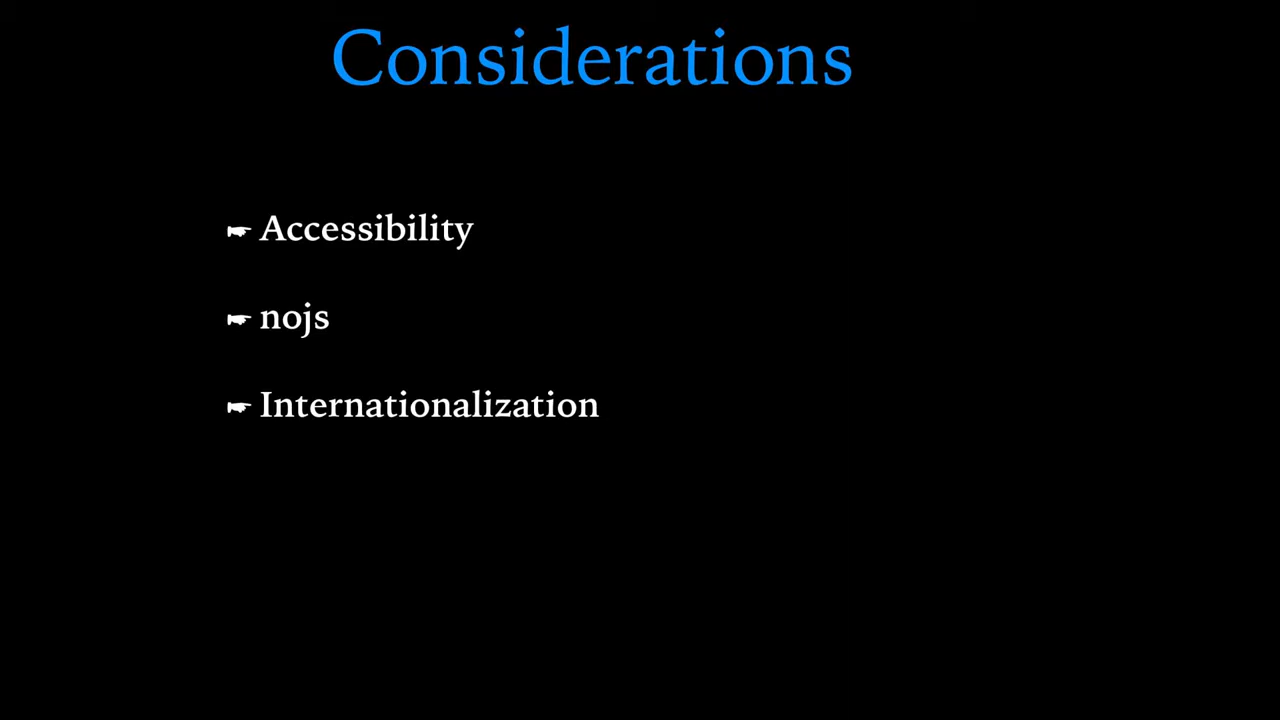 Considerations
☛ Accessibility
☛ nojs
☛ Internationalization